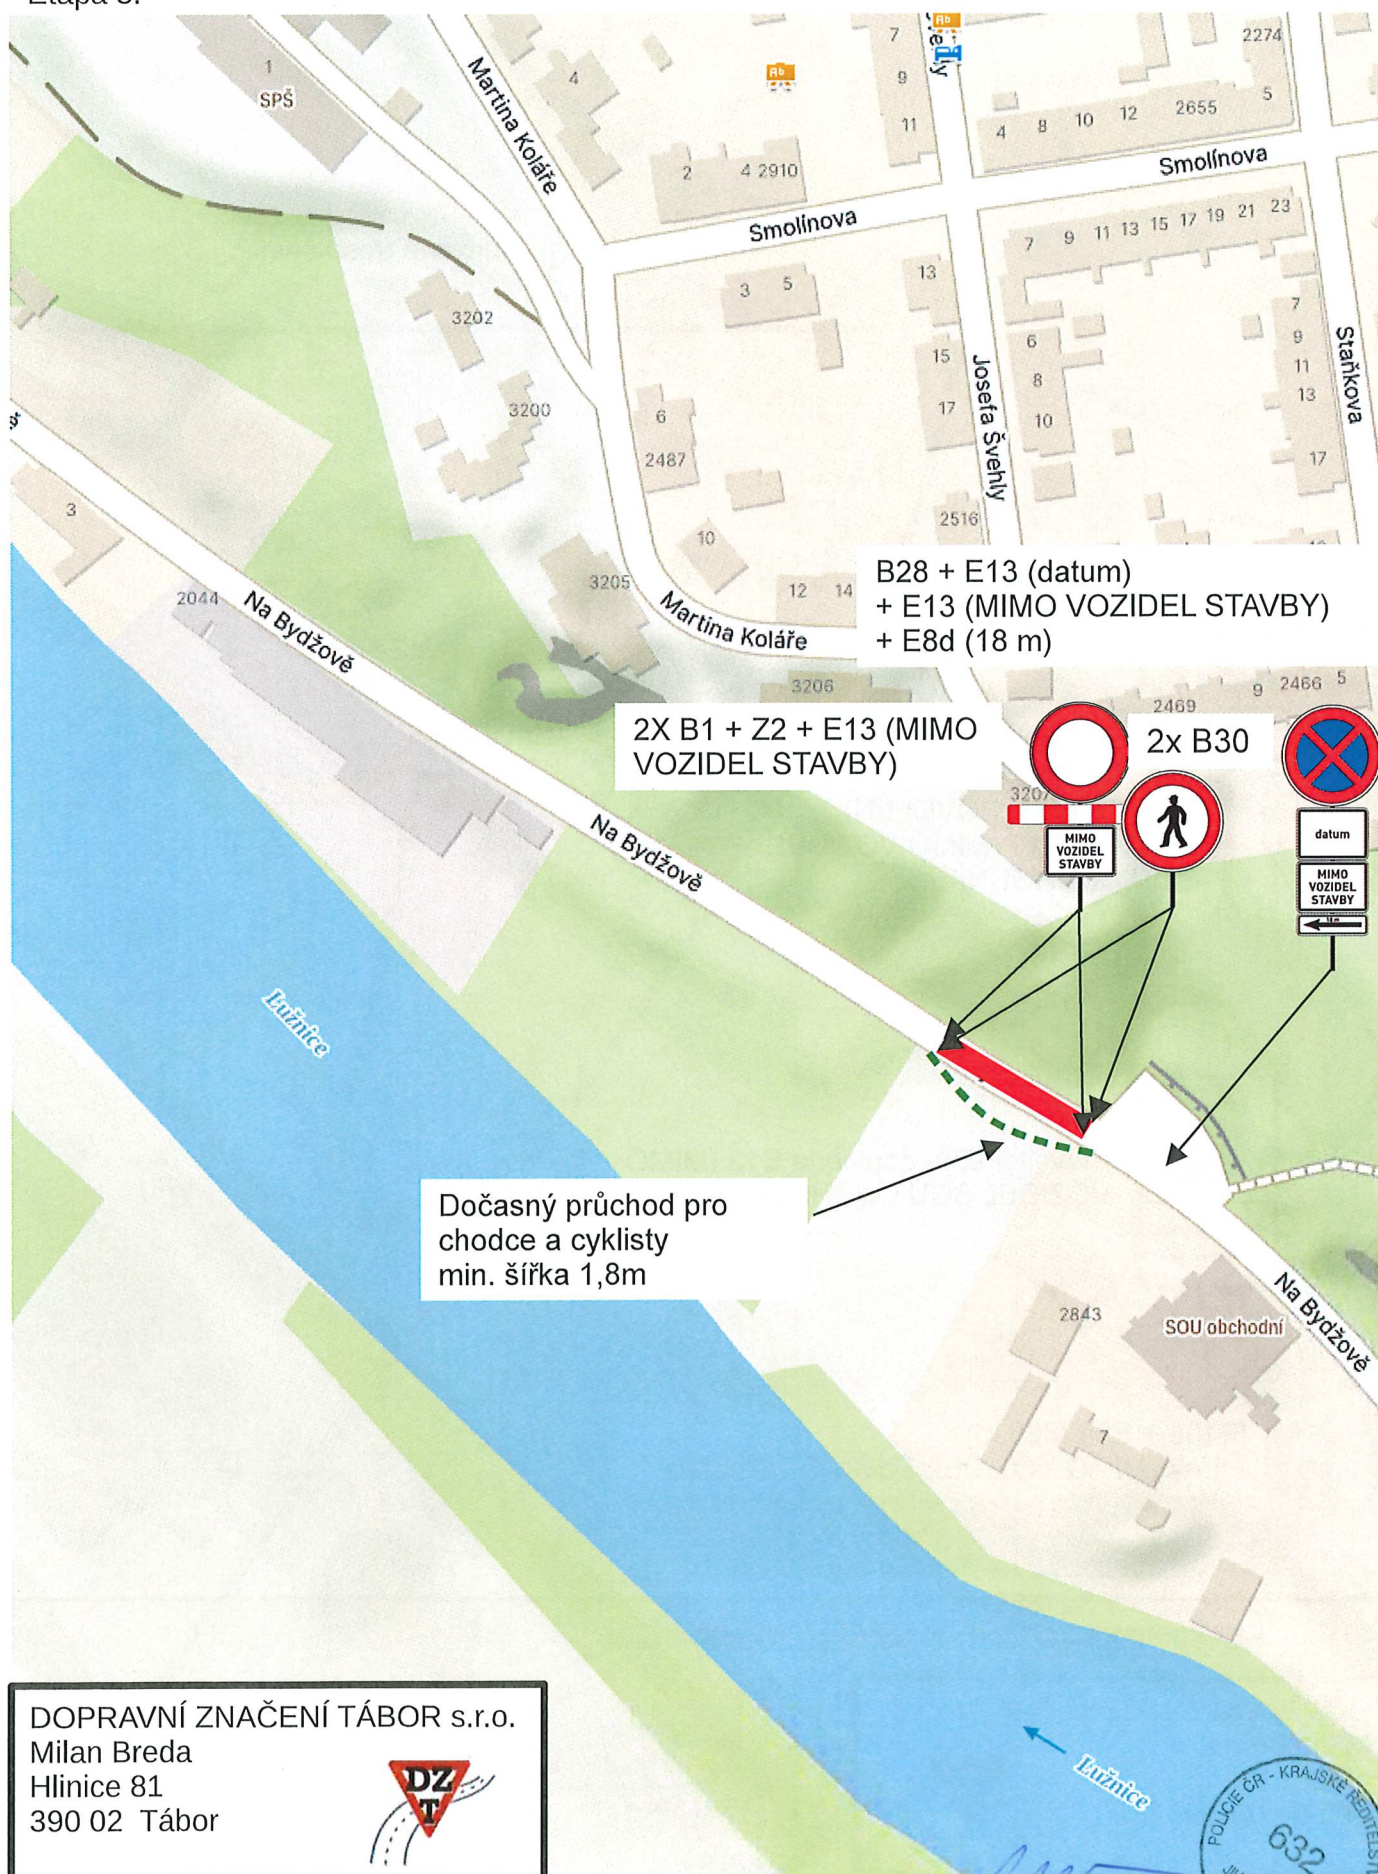 1
SPŠ
Martina Koláře
4
7
9
11
2274
4
8
10
12
2655
5
2
4
2910
Smolínova
Smolínova
7
9
11
13
15
17
19
21
23
3202
3
5
13
7
9
11
13
17
Staňkova
6
8
10
15
17
Josefa Švehly
3200
6
2487
3
10
2516
3205
12
14
Martina Koláře
B28 + E13 (datum)
+ E13 (MIMO VOZIDEL STAVBY)
+ E8d (18 m)
2044
Na Bydžově
3206
2469
9
2466
5
2X B1 + Z2 + E13 (MIMO
VOZIDEL STAVBY)
2x B30
3207
MIMO
VOZIDEL
STAVBY
datum
MIMO
VOZIDEL
STAVBY
18 m
Na Bydžově
Lužnice
Dočasný průchod pro
chodce a cyklisty
min. šířka 1,8m
2843
SOU obchodní
Na Bydžově
7
DOPRAVNÍ ZNAČENÍ TÁBOR s.r.o.
Milan Breda
Hlinice 81
390 02 Tábor
DZ
T
Lužnice
POLICIE ČR - KRAJSKÉ
632